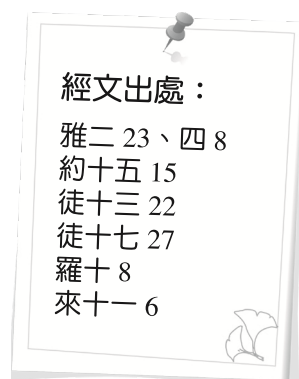 經文出處：
雅二 23、四 8
約十五 15
徒十三 22
徒十七 27
羅十 8
來十一 6